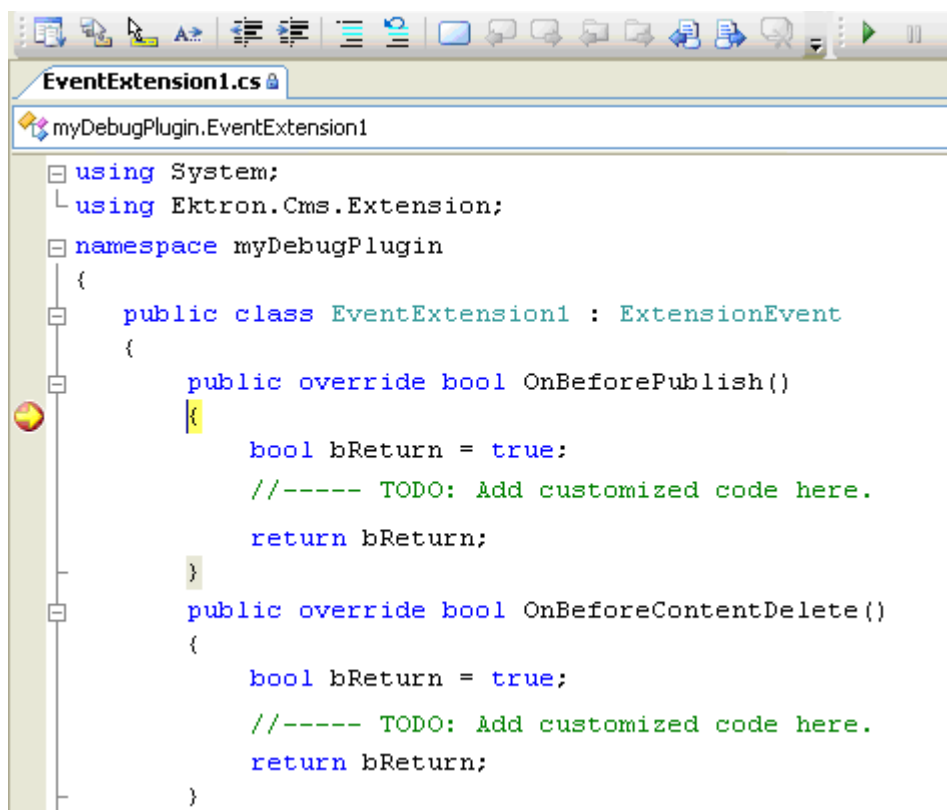 EventExtension1.cs
myDebugPlugin.EventExtension1
using System;
using Ektron.Cms.Extension;
namespace myDebugPlugin
{
public class EventExtension1 : ExtensionEvent
{
public override bool OnBeforePublish()
{
bool bReturn = true;
//----- TODO: Add customized code here.
return bReturn;
}
public override bool OnBeforeContentDelete()
{
bool bReturn = true;
//----- TODO: Add customized code here.
return bReturn;
}